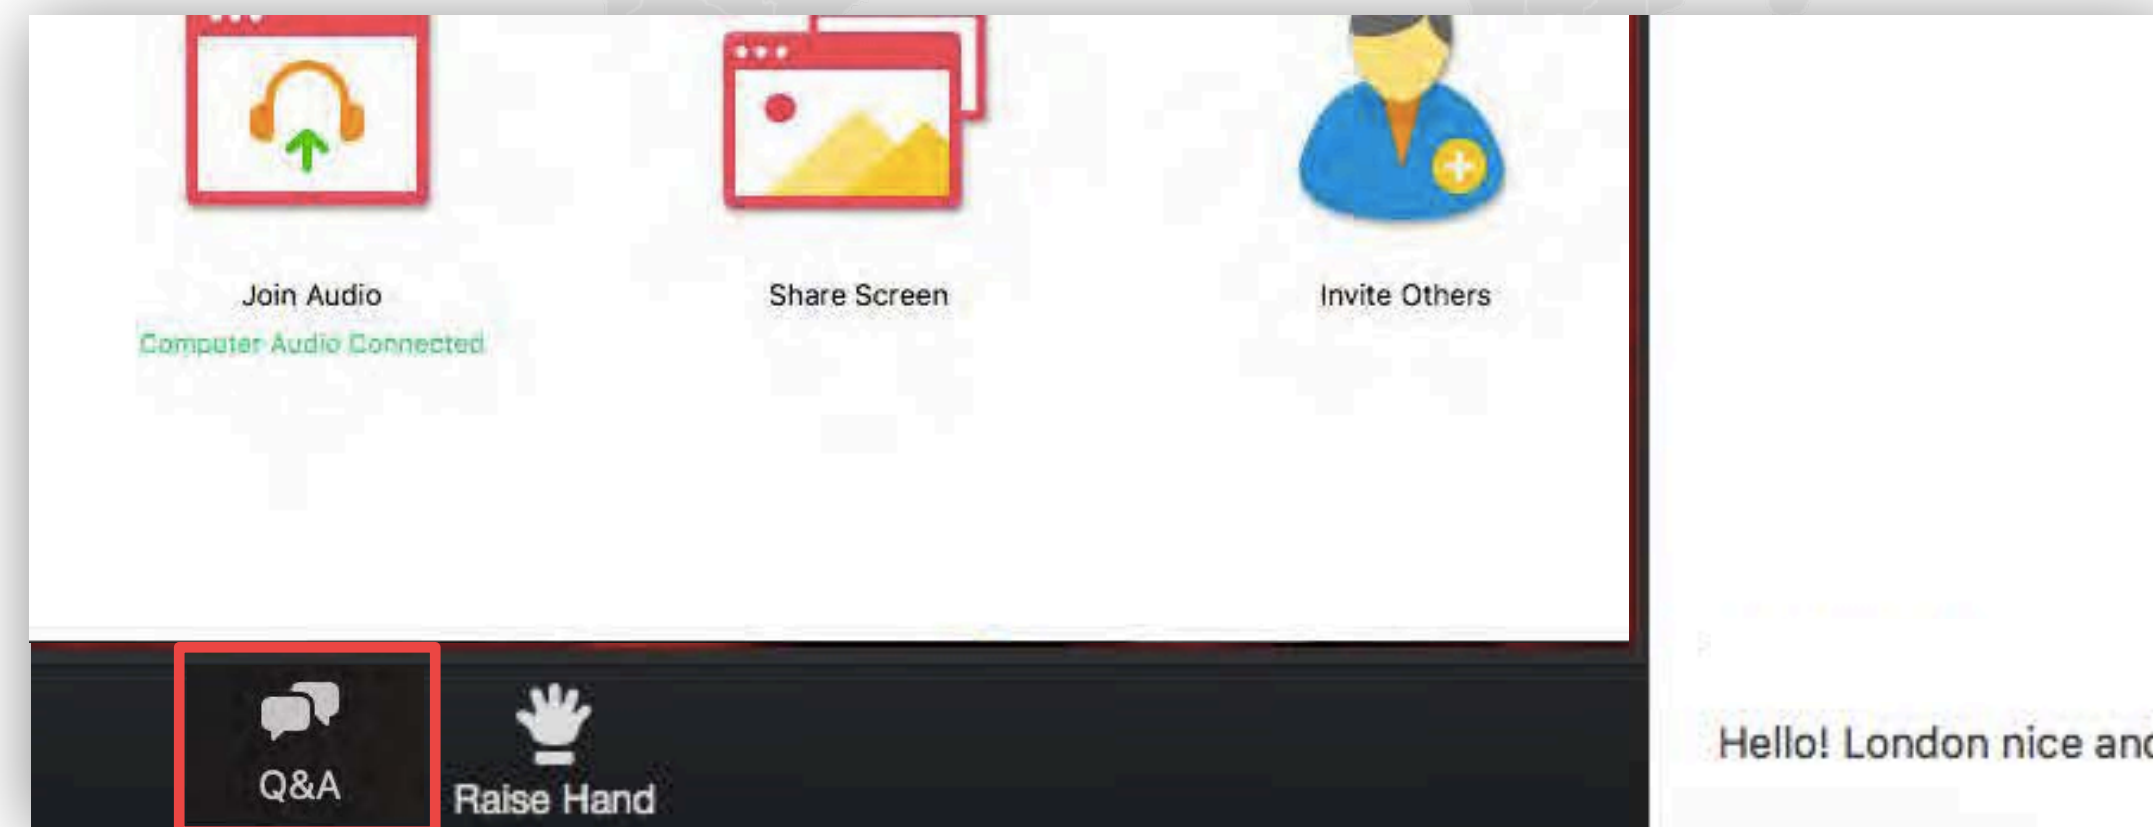 Join Audio
Computer Audio Connected
Share Screen
Invite Others
Q&A
Raise Hand
Hello! London nice and